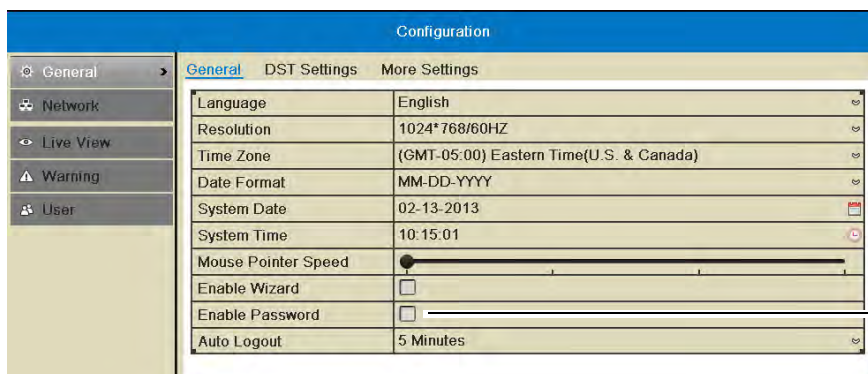 Configuration
General
Network
Live View
Warning
User
General DST Settings More Settings
Language English
Resolution 1024*768/60HZ
Time Zone (GMT-05:00) Eastern Time(U.S. & Canada)
Date Format MM-DD-YYYY
System Date 02-13-2013
System Time 10:15:01
Mouse Pointer Speed
Enable Wizard
Enable Password
Auto Logout 5 Minutes